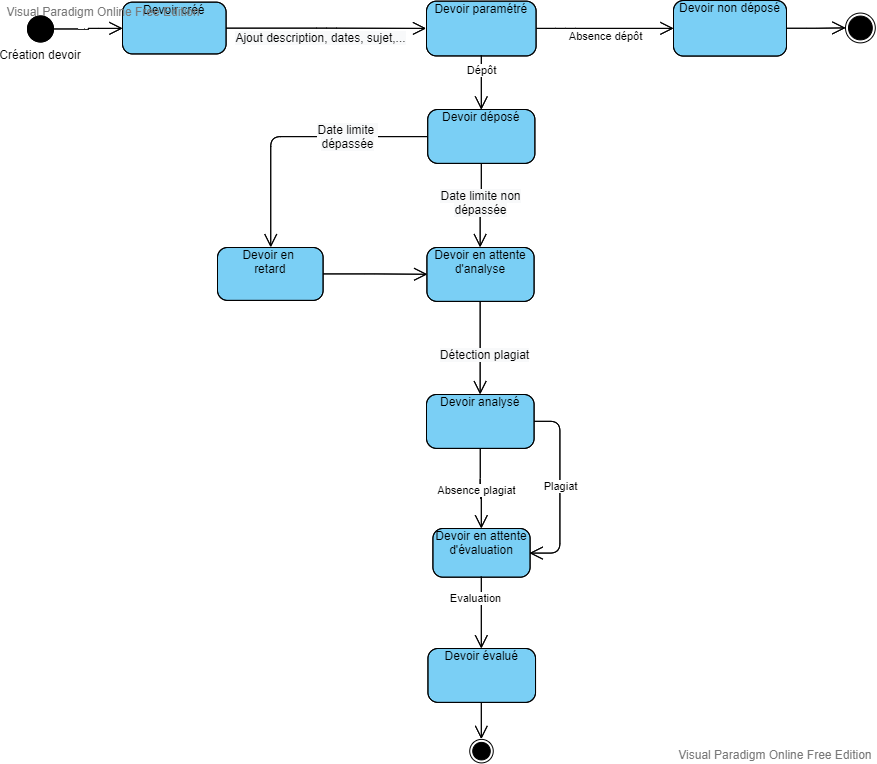 Visual Paradigm Online Free Edition
Devoir créé
Devoir paramétré
Devoir non déposé
Création devoir
Ajout description, dates, sujet,...
Absence dépôt
Dépôt
Devoir déposé
Date limite
dépassée
Date limite non
dépassée
Devoir en
retard
Devoir en attente
d'analyse
Détection plagiat
Devoir analysé
Absence plagiat
Plagiat
Devoir en attente
d'évaluation
Evaluation
Devoir évalué
Visual Paradigm Online Free Edition